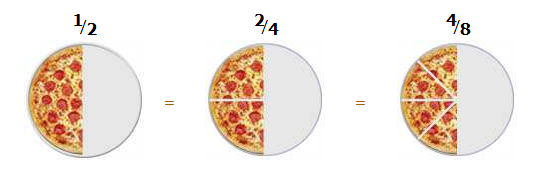 1/2 2/4 4/8
= =